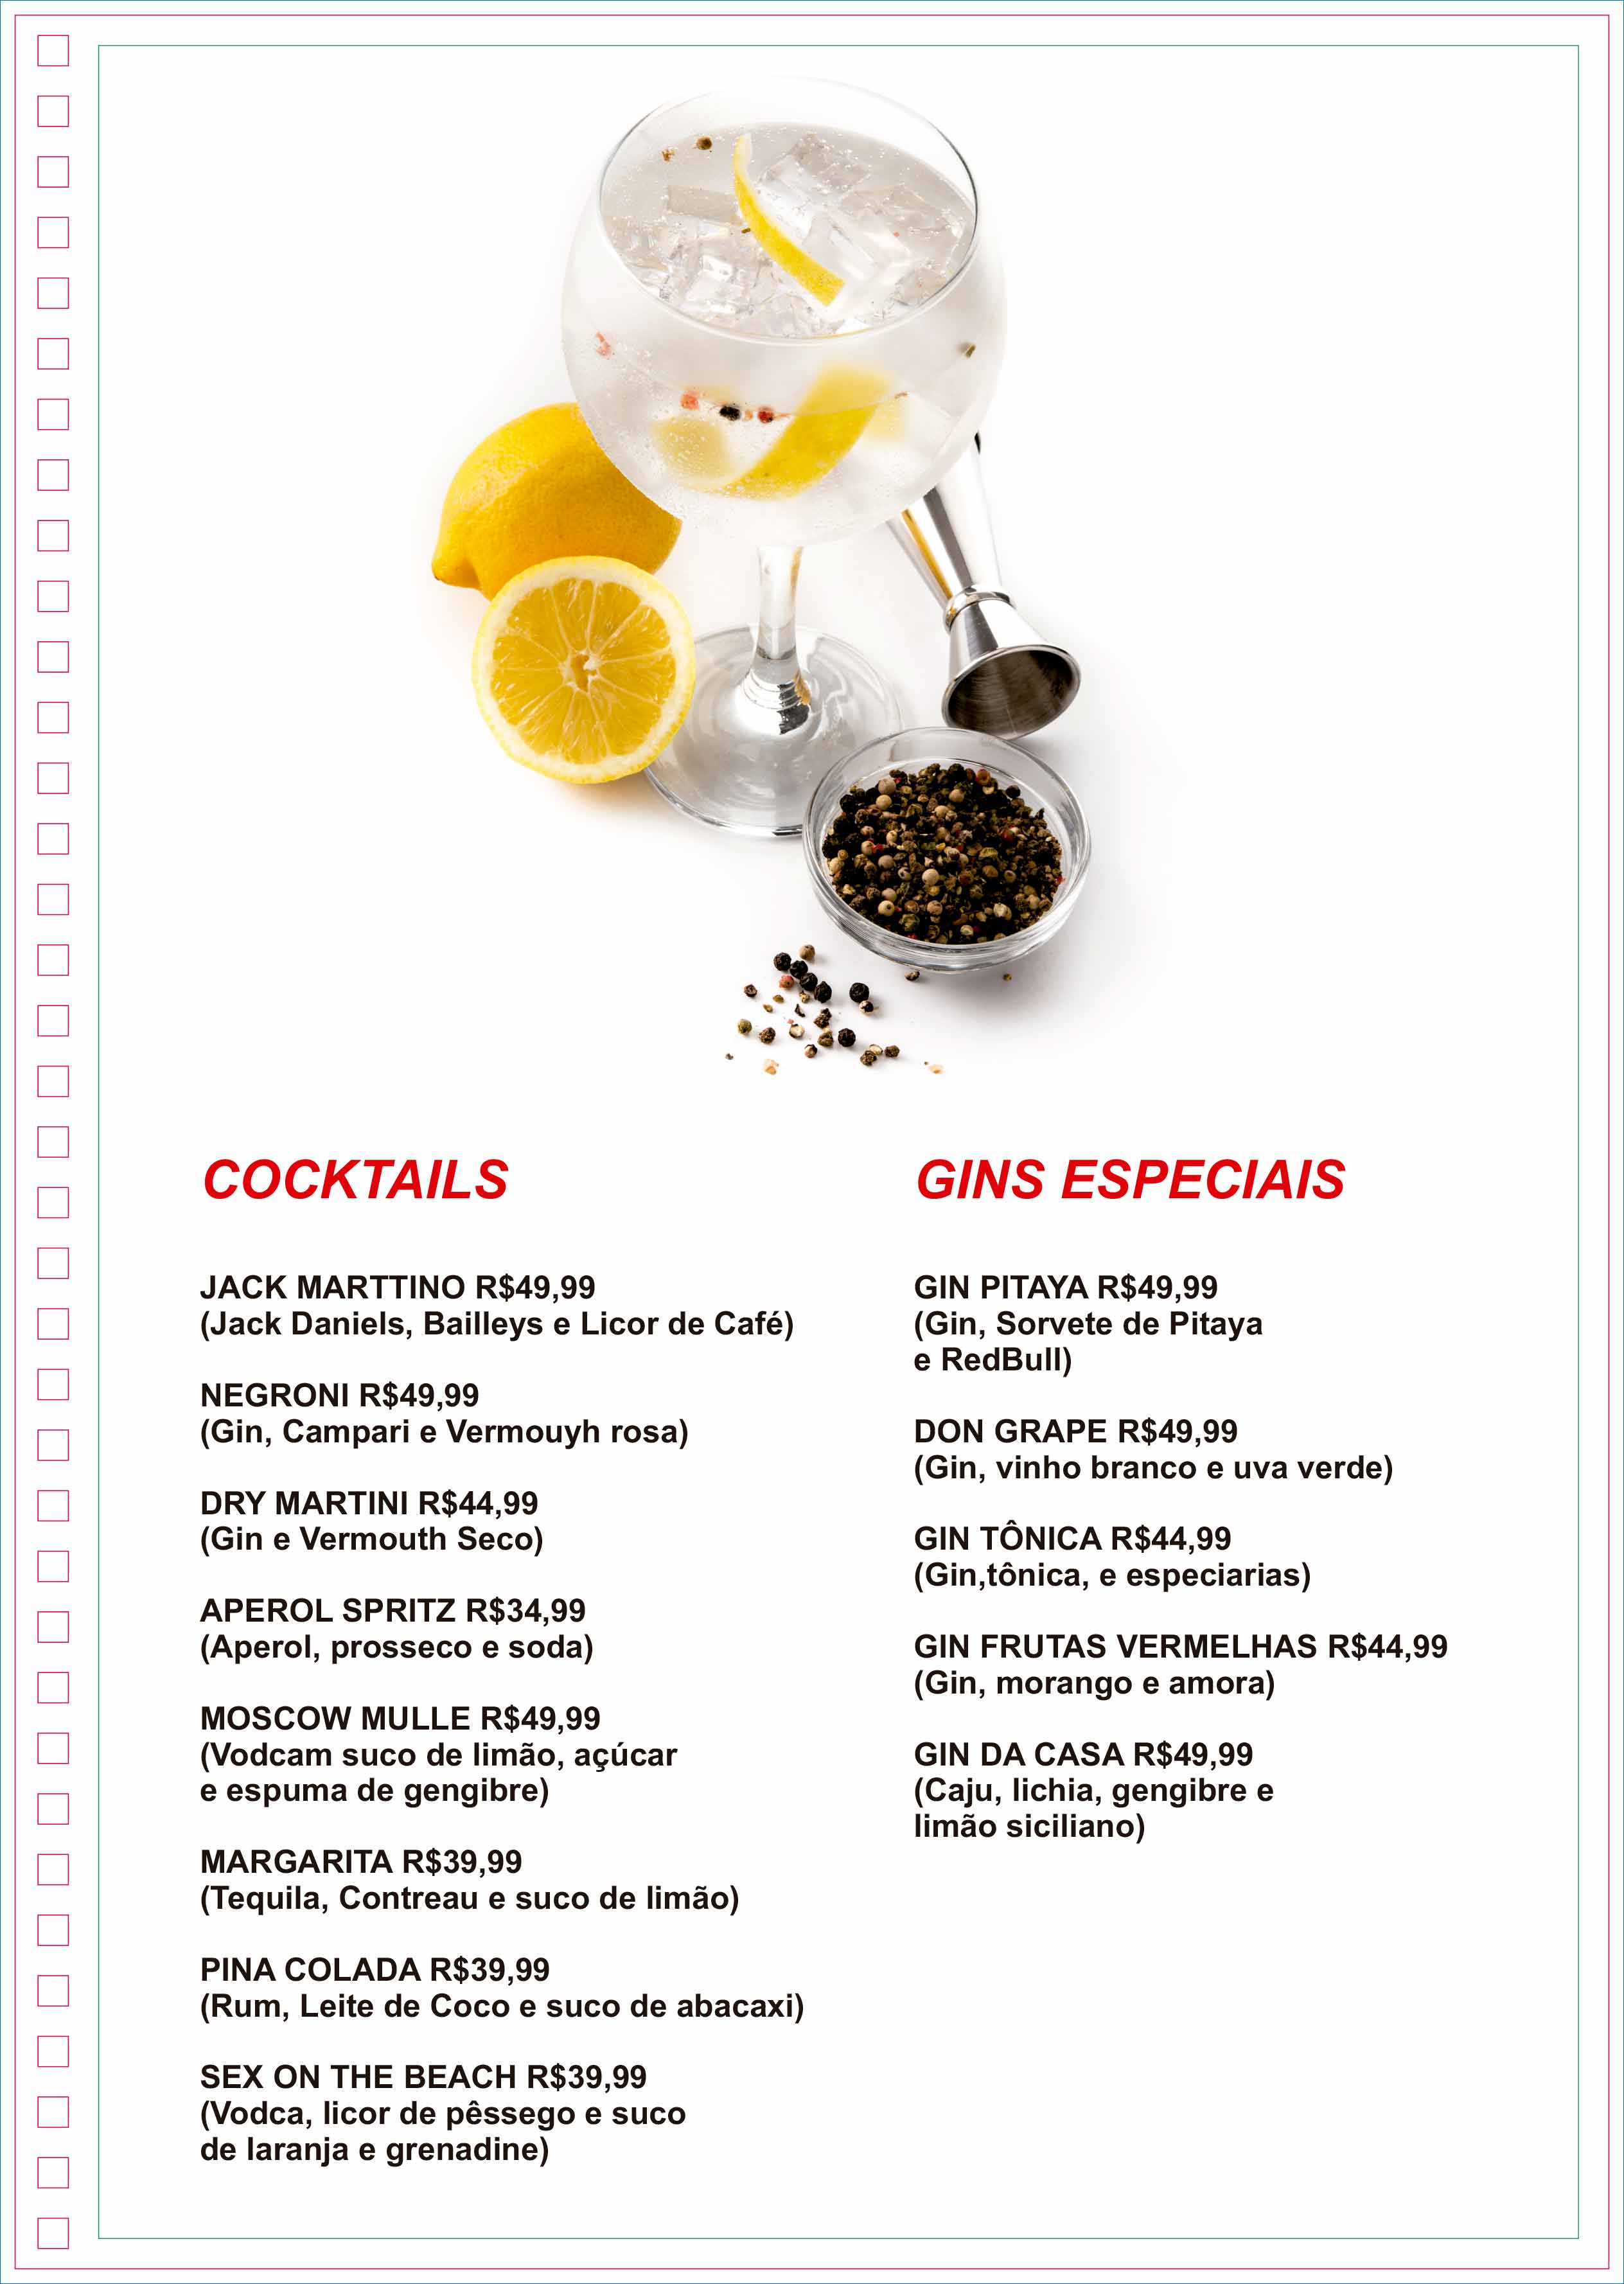 COCKTAILS
JACK MARTTINO R$49,99
(Jack Daniels, Bailleys e Licor de Café)
NEGRONI R$49,99
(Gin, Campari e Vermouyh rosa)
DRY MARTINI R$44,99
(Gin e Vermouth Seco)
APEROL SPRITZ R$34,99
(Aperol, prosseco e soda)
MOSCOW MULLE R$49,99
(Vodcam suco de limão, açúcar
e espuma de gengibre)
MARGARITA R$39,99
(Tequila, Contreau e suco de limão)
PINA COLADA R$39,99
(Rum, Leite de Coco e suco de abacaxi)
SEX ON THE BEACH R$39,99
(Vodca, licor de pêssego e suco
de laranja e grenadine)
GINS ESPECIAIS
GIN PITAYA R$49,99
(Gin, Sorvete de Pitaya
e RedBull)
DON GRAPE R$49,99
(Gin, vinho branco e uva verde)
GIN TÔNICA R$44,99
(Gin,tônica, e especiarias)
GIN FRUTAS VERMELHAS R$44,99
(Gin, morango e amora)
GIN DA CASA R$49,99
(Caju, lichia, gengibre e
limão siciliano)